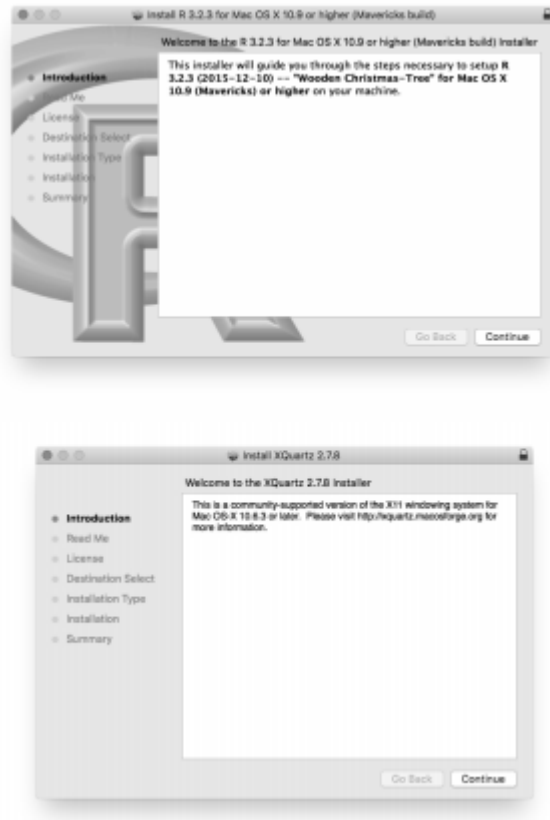 Install R 3.2.3 for Mac OS X 10.9 or higher (Mavericks build)
Welcome to the R 3.2.3 for Mac OS X 10.9 or higher (Mavericks build) Installer
Introduction
Read Me
License
Destination Select
Installation Type
Installation
Summary
This installer will guide you through the steps necessary to setup R
3.2.3 (2015-12-10) -- "Wooden Christmas-Tree" for Mac OS X
10.9 (Mavericks) or higher on your machine.
Go Back
Continue
Install XQuartz 2.7.8
Welcome to the XQuartz 2.7.8 Installer
Introduction
Read Me
License
Destination Select
Installation Type
Installation
Summary
This is a community-supported version of the X11 windowing system for
Mac OS X 10.6.3 or later. Please visit http://xquartz.macosforge.org for
more information.
Go Back
Continue